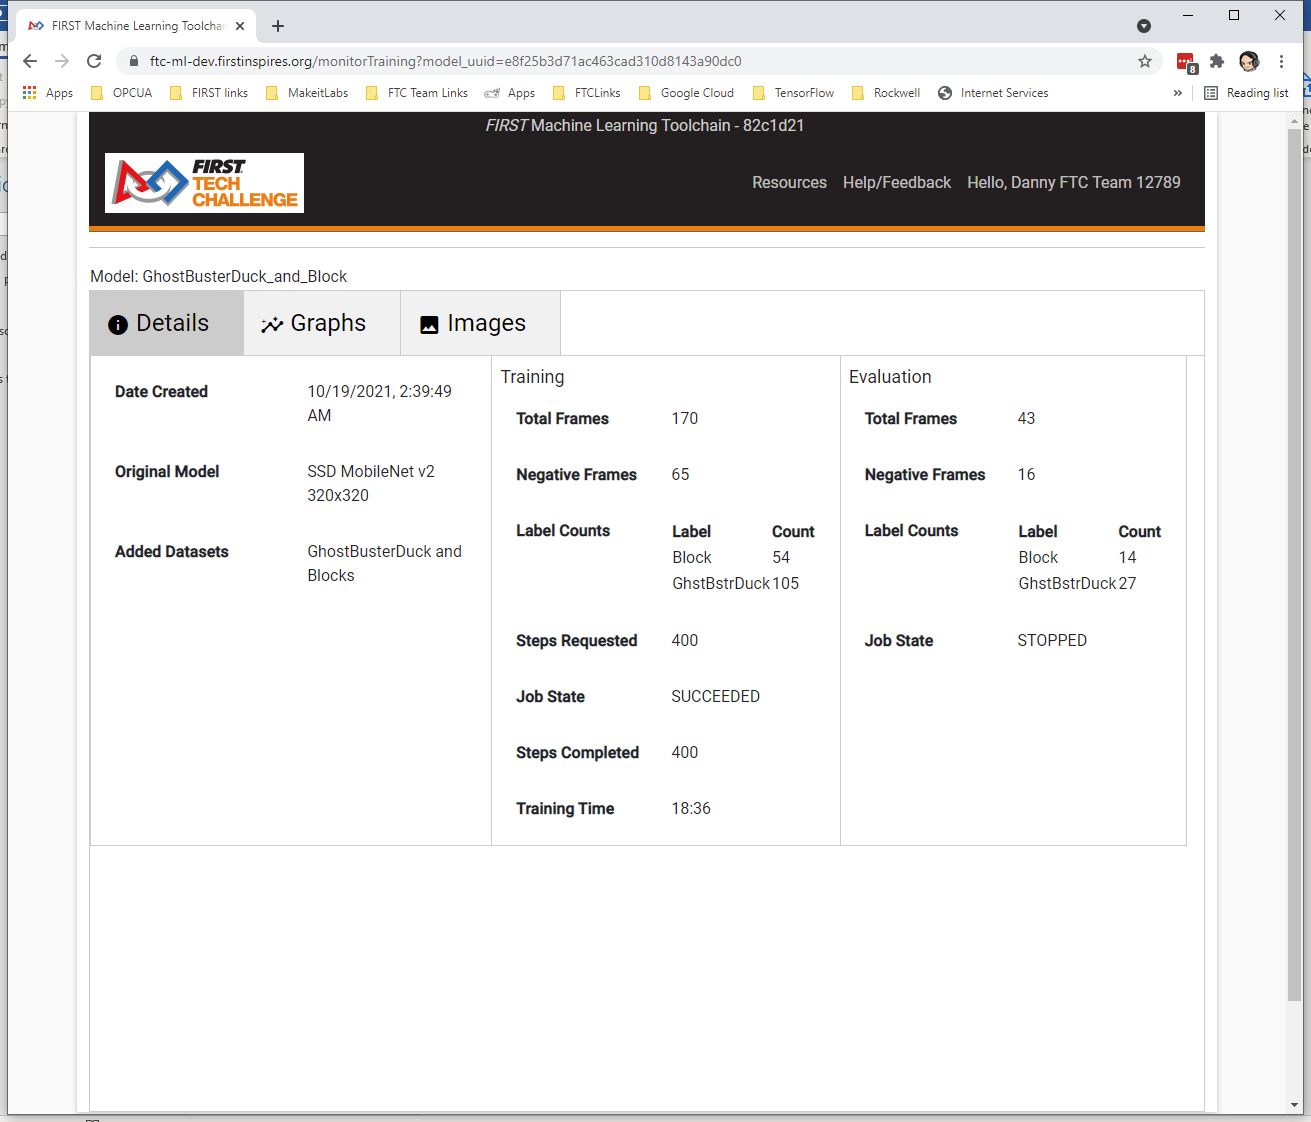 FIRST Machine Learning Toolcha
ftc-ml-dev.firstinspires.org/monitorTraining?model_uuid=e8f25b3d71ac463cad310d8143a90dc0
8
Apps OPCUA FIRST links MakeitLabs FTC Team Links Apps FTCLinks Google Cloud TensorFlow Rockwell Internet Services » Reading list
FIRST Machine Learning Toolchain - 82c1d21
FIRST
TECH
CHALLENGE
Resources Help/Feedback Hello, Danny FTC Team 12789
Model: GhostBusterDuck_and_Block
Details Graphs Images
Date Created 10/19/2021, 2:39:49
AM
Original Model SSD MobileNet v2
320x320
Added Datasets GhostBusterDuck and
Blocks
Training
Total Frames 170
Negative Frames 65
Label Counts Label Count
Block 54
GhstBstrDuck 105
Steps Requested 400
Job State SUCCEEDED
Steps Completed 400
Training Time 18:36
Evaluation
Total Frames 43
Negative Frames 16
Label Counts Label Count
Block 14
GhstBstrDuck 27
Job State STOPPED